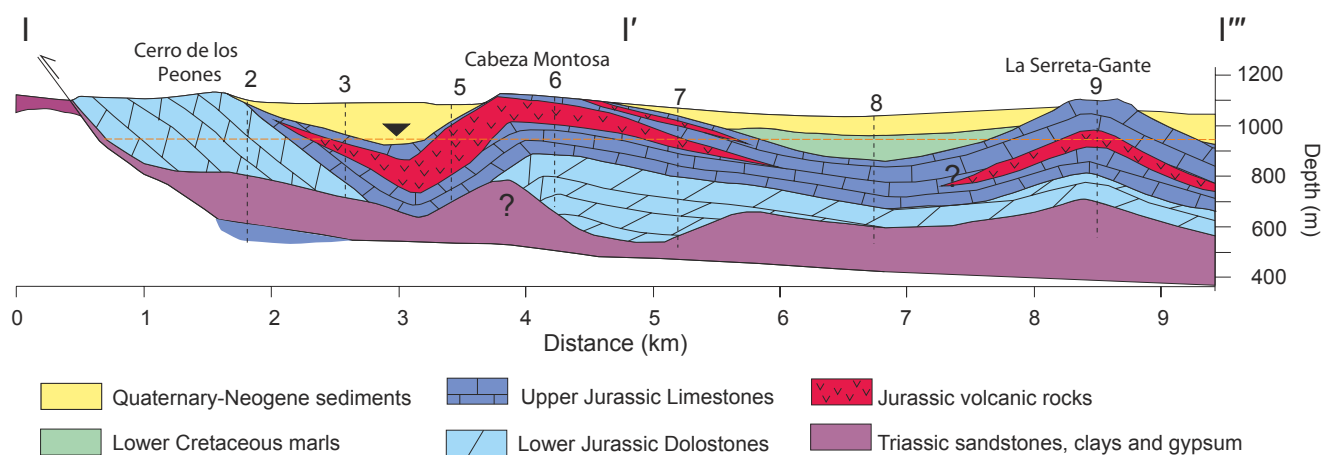 I I′ I‴
Cerro de los
Peones
Cabeza Montosa
La Serreta-Gante
2 3 5 6 7 8 9
1200
1000
800
600
400
Depth (m)
? ? ?
0 1 2 3 4 5 6 7 8 9
Distance (km)
Quaternary-Neogene sediments
Upper Jurassic Limestones
Jurassic volcanic rocks
Lower Cretaceous marls
Lower Jurassic Dolostones
Triassic sandstones, clays and gypsum